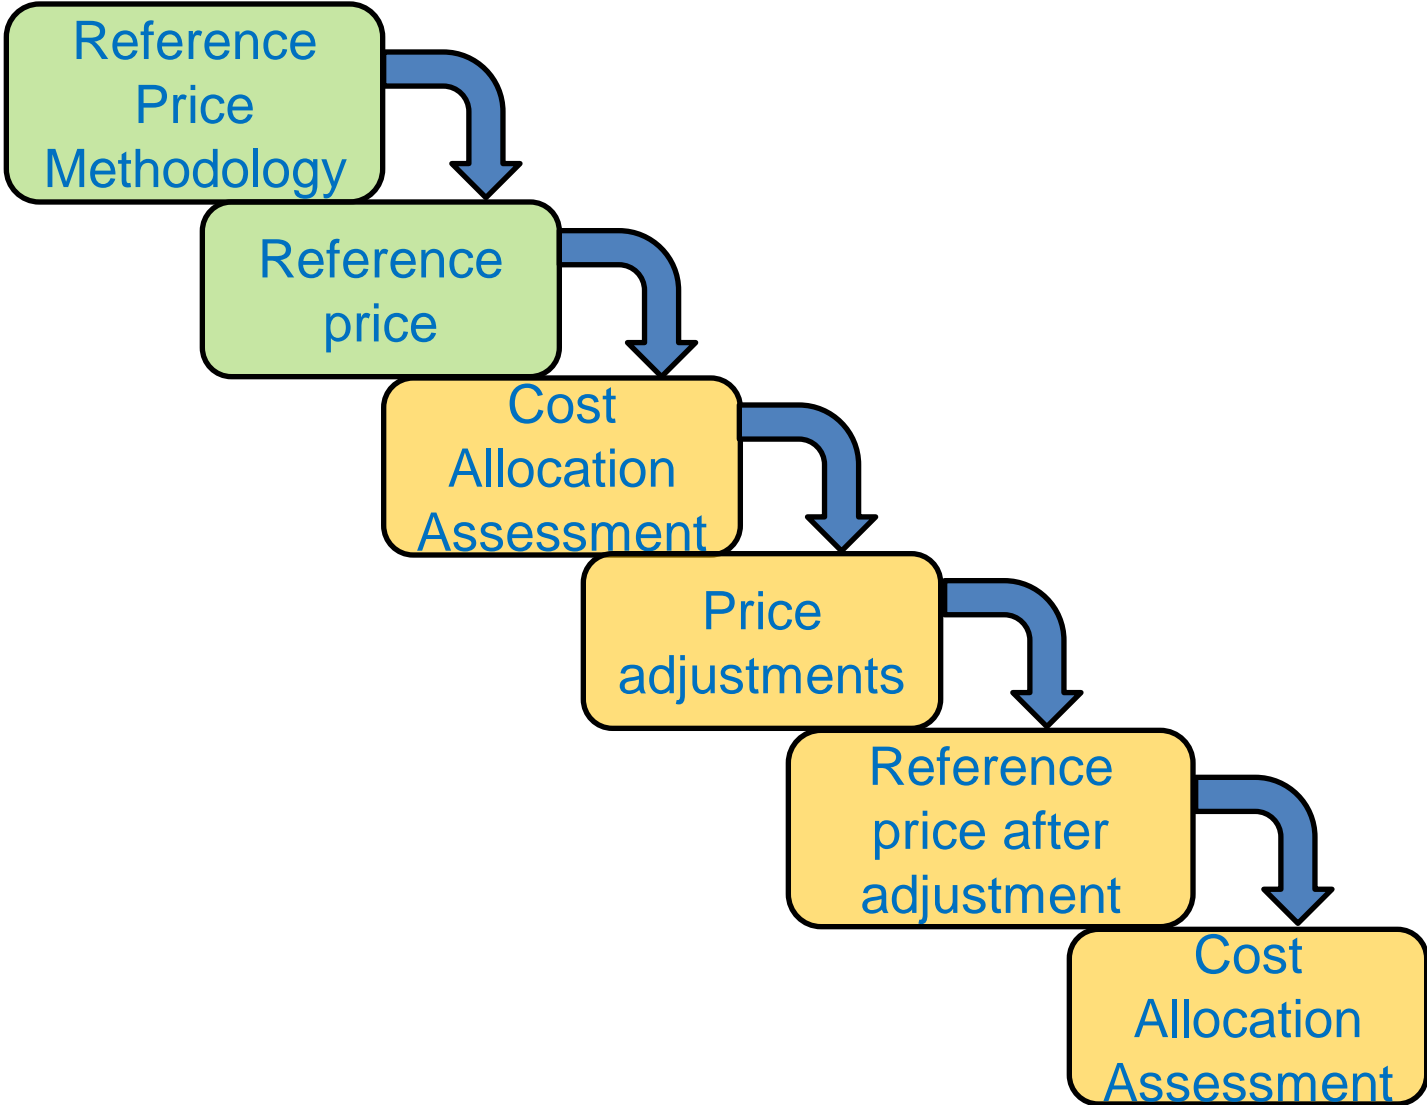 Reference
Price
Methodology
Reference
price
Cost
Allocation
Assessment
Price
adjustments
Reference
price after
adjustment
Cost
Allocation
Assessment